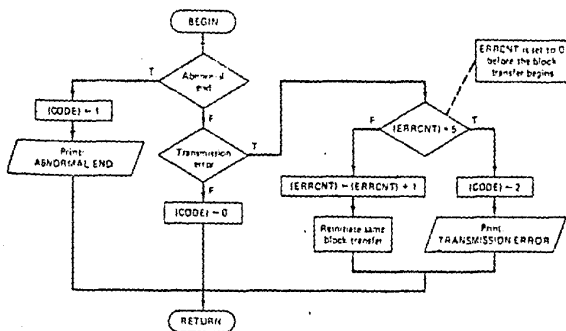 BEGIN
ERRCNT is set to 0
before the block
transfer begins
T
Abnormal
end
(CODE) ← 1
F
F
(ERRCNT) = 5
T
Print
ABNORMAL END
Transmission
error
T
F
(CODE) ← 0
(ERRCNT) ← (ERRCNT) + 1
(CODE) ← 2
Reinitiate same
block transfer
Print
TRANSMISSION ERROR
RETURN